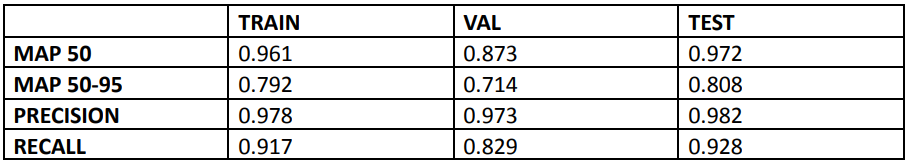 TRAIN VAL TEST
MAP 50 0.961 0.873 0.972
MAP 50-95 0.792 0.714 0.808
PRECISION 0.978 0.973 0.982
RECALL 0.917 0.829 0.928